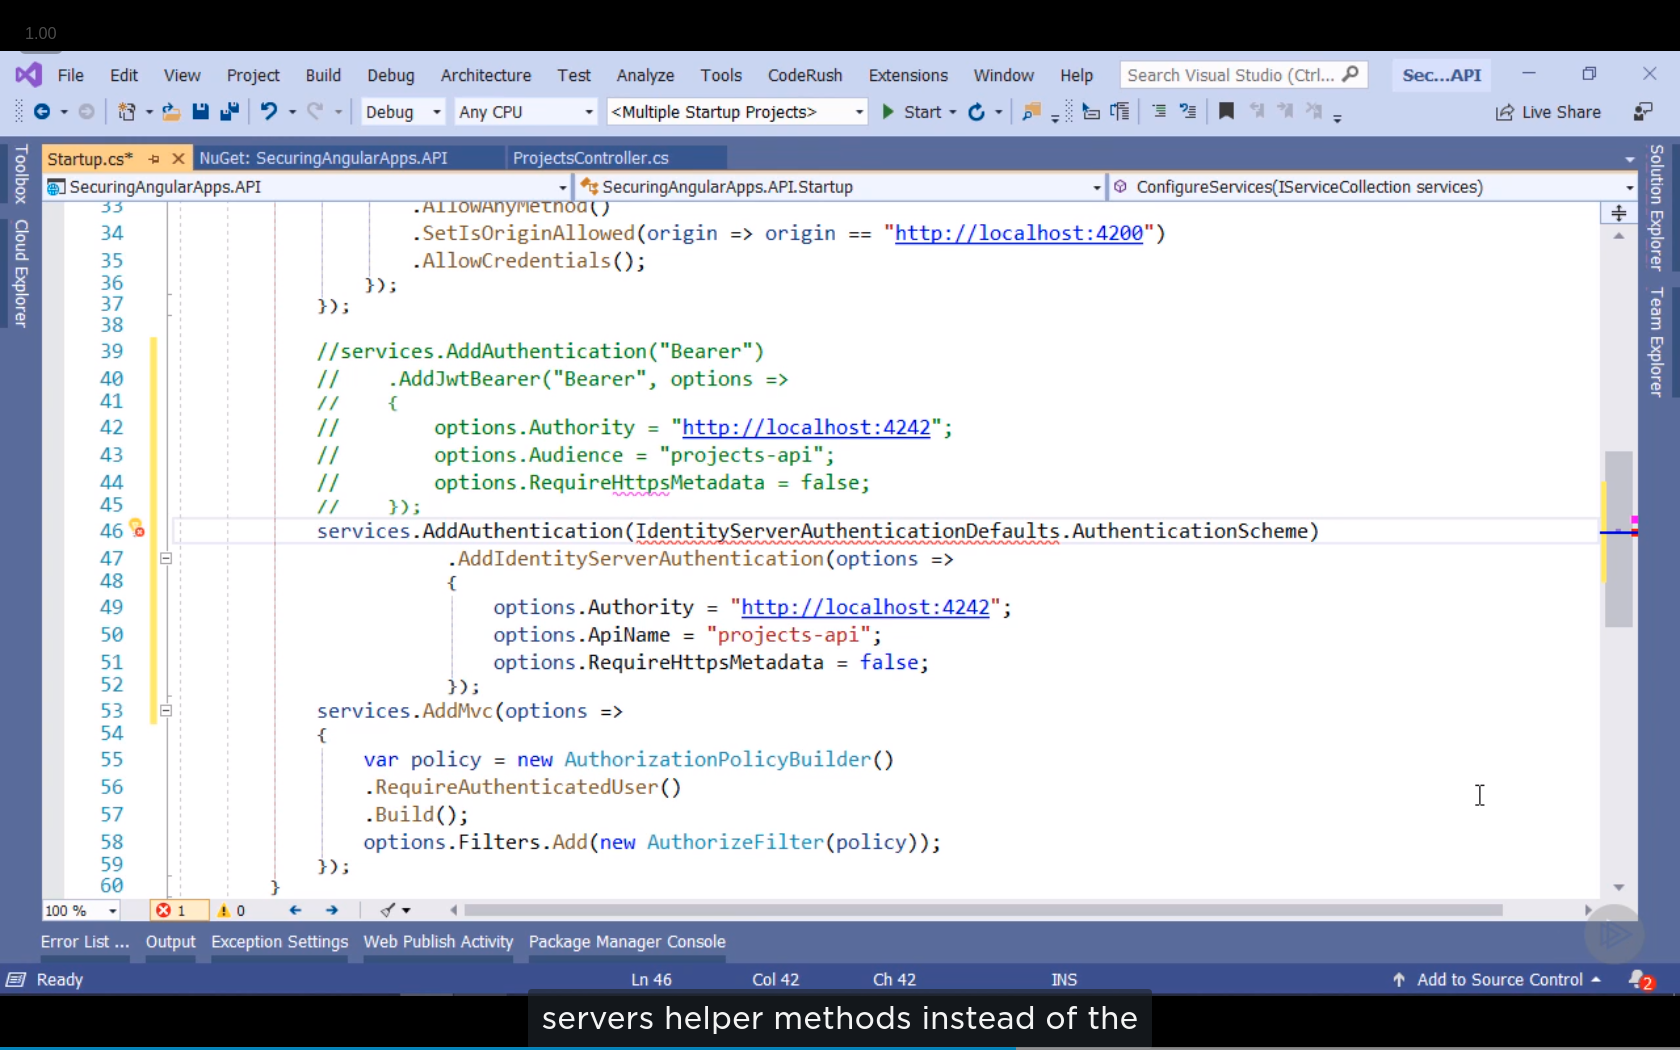 1.00
File Edit View Project Build Debug Architecture Test Analyze Tools CodeRush Extensions Window Help Search Visual Studio (Ctrl... Sec...API
Debug Any CPU <Multiple Startup Projects> Start Live Share
Toolbox
Cloud Explorer
Startup.cs* NuGet: SecuringAngularApps.API ProjectsController.cs
SecuringAngularApps.API SecuringAngularApps.API.Startup ConfigureServices(IServiceCollection services)
33 .AllowAnyMethod()
34 .SetIsOriginAllowed(origin => origin == "http://localhost:4200")
35 .AllowCredentials();
36 });
37 });
38
39 //services.AddAuthentication("Bearer")
40 // .AddJwtBearer("Bearer", options =>
41 // {
42 // options.Authority = "http://localhost:4242";
43 // options.Audience = "projects-api";
44 // options.RequireHttpsMetadata = false;
45 // });
46 services.AddAuthentication(IdentityServerAuthenticationDefaults.AuthenticationScheme)
47 .AddIdentityServerAuthentication(options =>
48 {
49 options.Authority = "http://localhost:4242";
50 options.ApiName = "projects-api";
51 options.RequireHttpsMetadata = false;
52 });
53 services.AddMvc(options =>
54 {
55 var policy = new AuthorizationPolicyBuilder()
56 .RequireAuthenticatedUser()
57 .Build();
58 options.Filters.Add(new AuthorizeFilter(policy));
59 });
60 }
Solution Explorer
Team Explorer
100 % 1 0
Error List ... Output Exception Settings Web Publish Activity Package Manager Console
Ready Ln 46 Col 42 Ch 42 INS Add to Source Control 2
servers helper methods instead of the